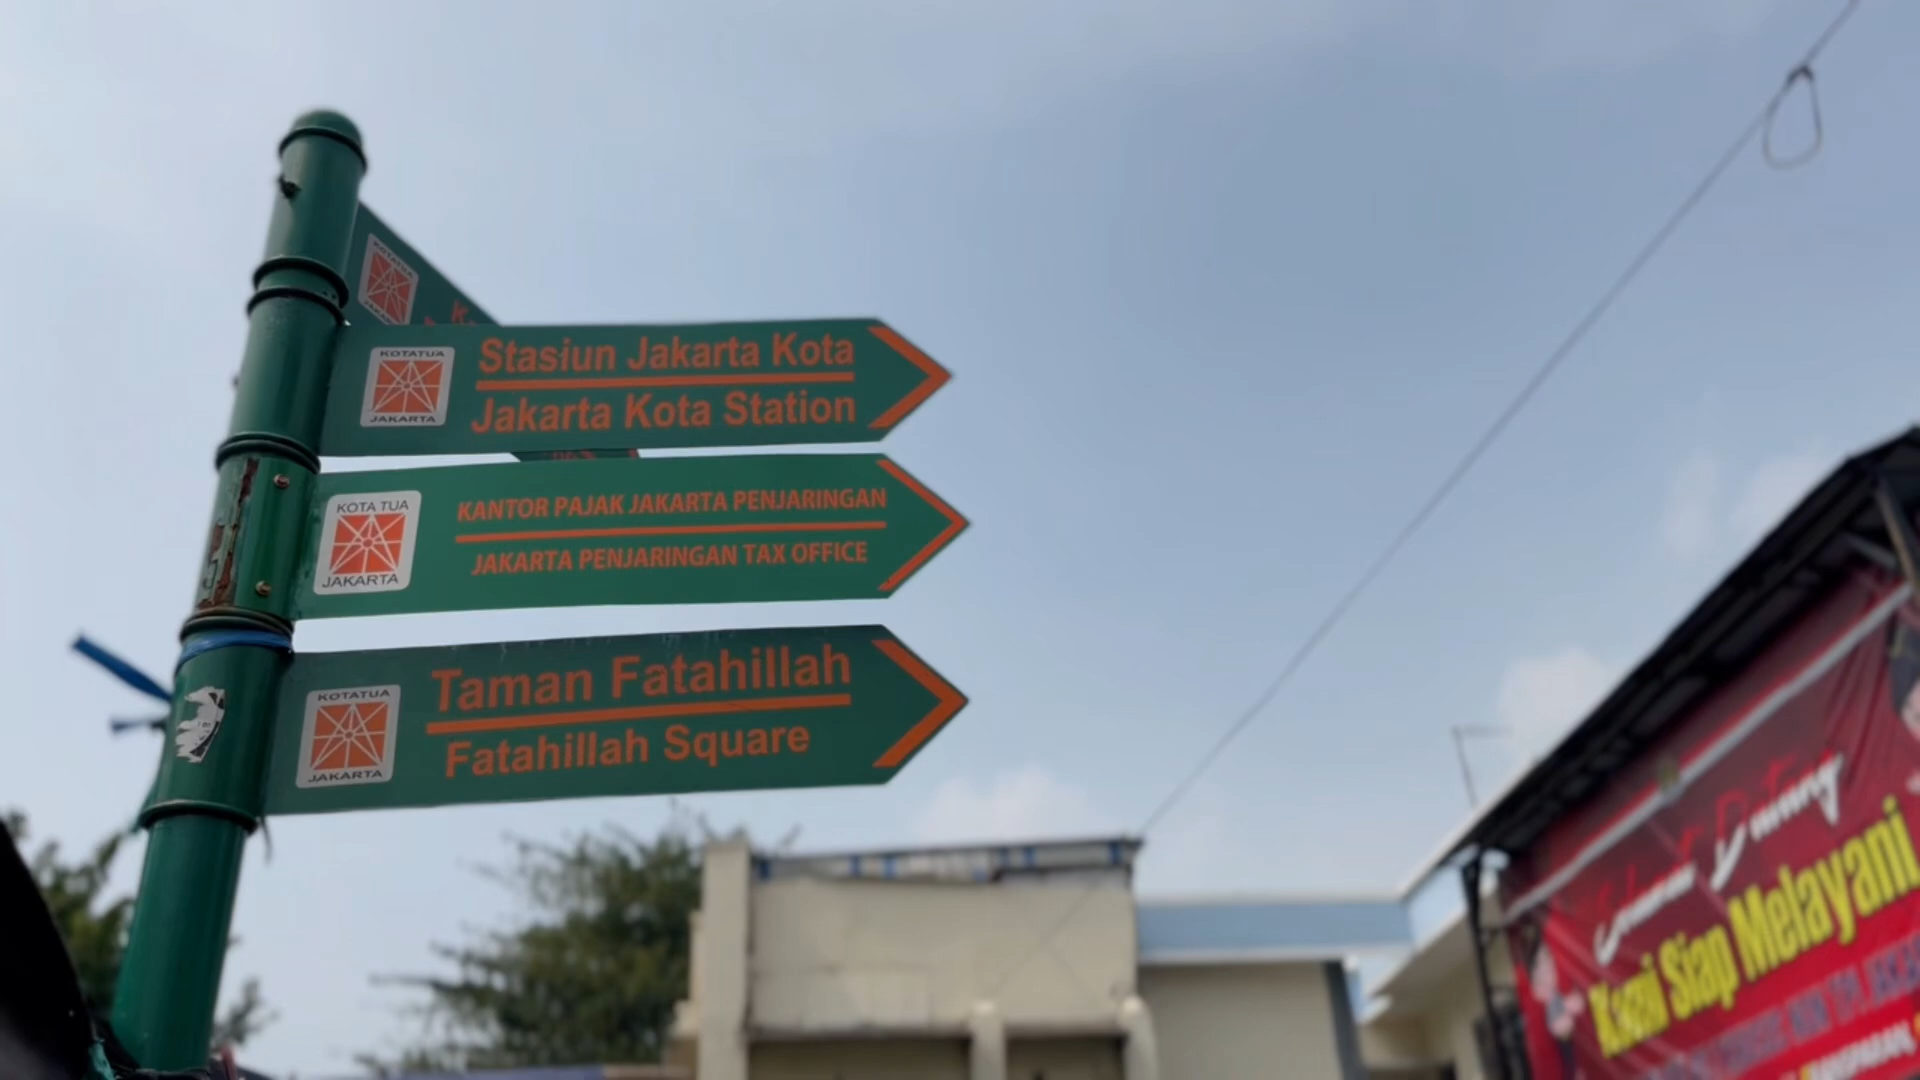 KOTATUA
JAKARTA
Stasiun Jakarta Kota
Jakarta Kota Station
KOTA TUA
JAKARTA
KANTOR PAJAK JAKARTA PENJARINGAN
JAKARTA PENJARINGAN TAX OFFICE
KOTATUA
JAKARTA
Taman Fatahillah
Fatahillah Square
Kami Siap Melayani